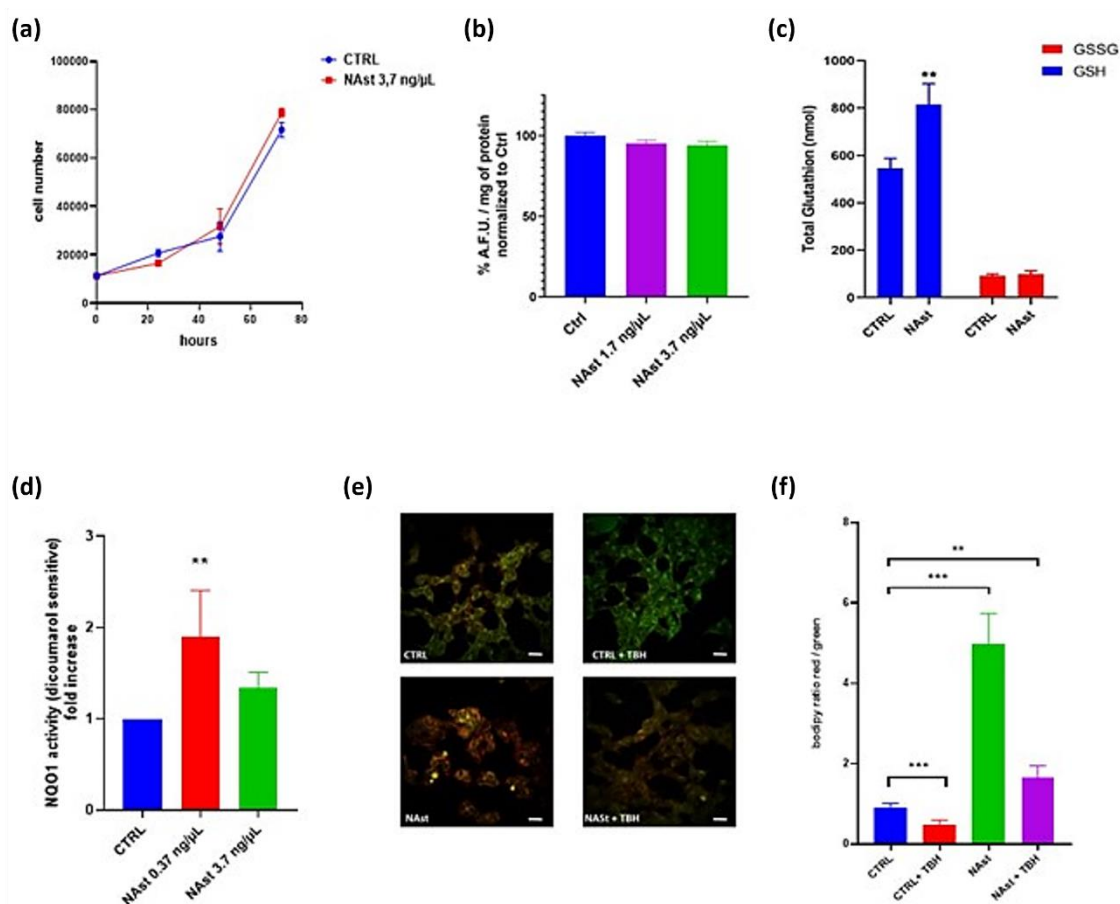 (a)
CTRL
NAst 3,7 ng/µL
100000
80000
60000
40000
20000
0
cell number
0 20 40 60 80
hours
(b)
% A.F.U. / mg of protein
normalized to Ctrl
100
50
0
Ctrl
NAst 1.7 ng/µL
NAst 3.7 ng/µL
(c)
GSSG
GSH
Total Glutathion (nmol)
1000
800
600
400
200
0
**
CTRL
NAst
CTRL
NAst
(d)
NQO1 activity (dicoumarol sensitive)
fold increase
3
2
1
0
**
CTRL
NAst 0.37 ng/µL
NAst 3.7 ng/µL
(e)
CTRL
CTRL + TBH
NAst
NASt + TBH
(f)
bodipy ratio red / green
8
6
4
2
0
**
***
***
CTRL
CTRL+ TBH
NAst
NAst + TBH